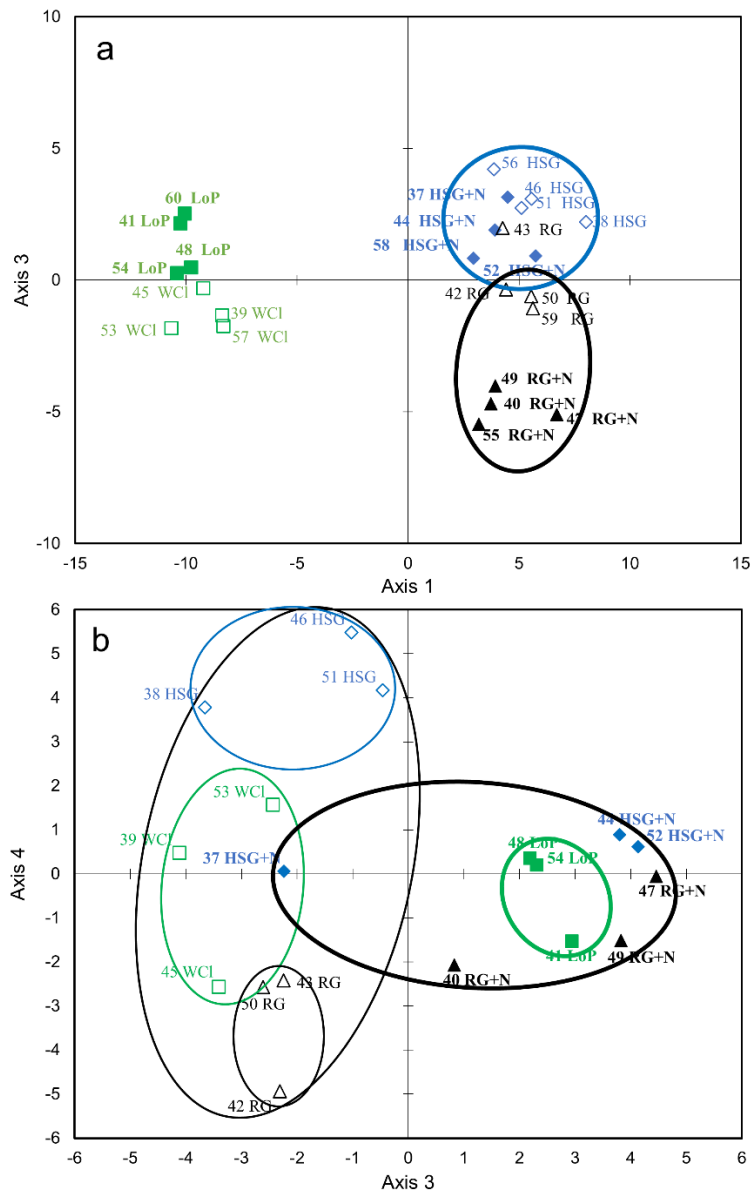 a
10
5
0
-5
-10
Axis 3
56 HSG
37 HSG+N
46 HSG
51 HSG
38 HSG
44 HSG+N
43 RG
58 HSG+N
52 HSG+N
60 LoP
41 LoP
48 LoP
54 LoP
45 WCl
39 WCl
53 WCl
57 WCl
42 RG
50 RG
59 RG
49 RG+N
40 RG+N
47 RG+N
55 RG+N
-15 -10 -5 0 5 10 15
Axis 1
b
6
5
4
3
2
1
0
-1
-2
-3
-4
-5
-6
Axis 4
46 HSG
51 HSG
38 HSG
53 WCl
39 WCl
37 HSG+N
44 HSG+N
52 HSG+N
48 LoP
54 LoP
47 RG+N
41 LoP
49 RG+N
40 RG+N
45 WCl
43 RG
50 RG
42 RG
-6 -5 -4 -3 -2 -1 0 1 2 3 4 5 6
Axis 3